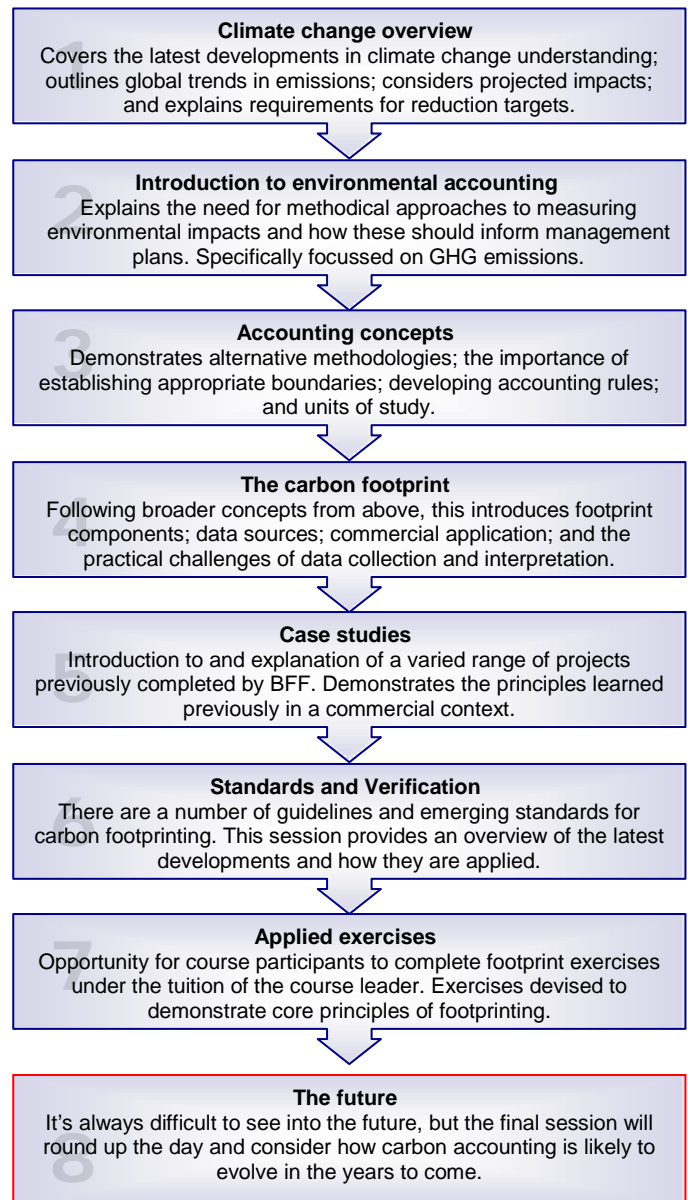 1
Climate change overview
Covers the latest developments in climate change understanding;
outlines global trends in emissions; considers projected impacts;
and explains requirements for reduction targets.
2
Introduction to environmental accounting
Explains the need for methodical approaches to measuring
environmental impacts and how these should inform management
plans. Specifically focussed on GHG emissions.
3
Accounting concepts
Demonstrates alternative methodologies; the importance of
establishing appropriate boundaries; developing accounting rules;
and units of study.
4
The carbon footprint
Following broader concepts from above, this introduces footprint
components; data sources; commercial application; and the
practical challenges of data collection and interpretation.
5
Case studies
Introduction to and explanation of a varied range of projects
previously completed by BFF. Demonstrates the principles learned
previously in a commercial context.
6
Standards and Verification
There are a number of guidelines and emerging standards for
carbon footprinting. This session provides an overview of the latest
developments and how they are applied.
7
Applied exercises
Opportunity for course participants to complete footprint exercises
under the tuition of the course leader. Exercises devised to
demonstrate core principles of footprinting.
8
The future
It's always difficult to see into the future, but the final session will
round up the day and consider how carbon accounting is likely to
evolve in the years to come.